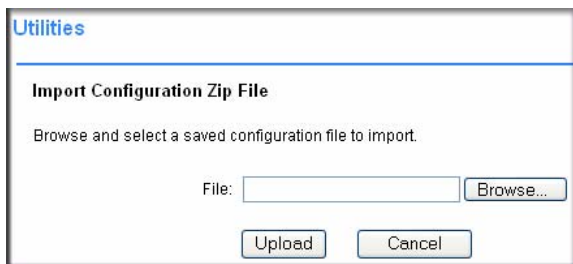 Utilities
Import Configuration Zip File
Browse and select a saved configuration file to import.
File: Browse...
Upload Cancel